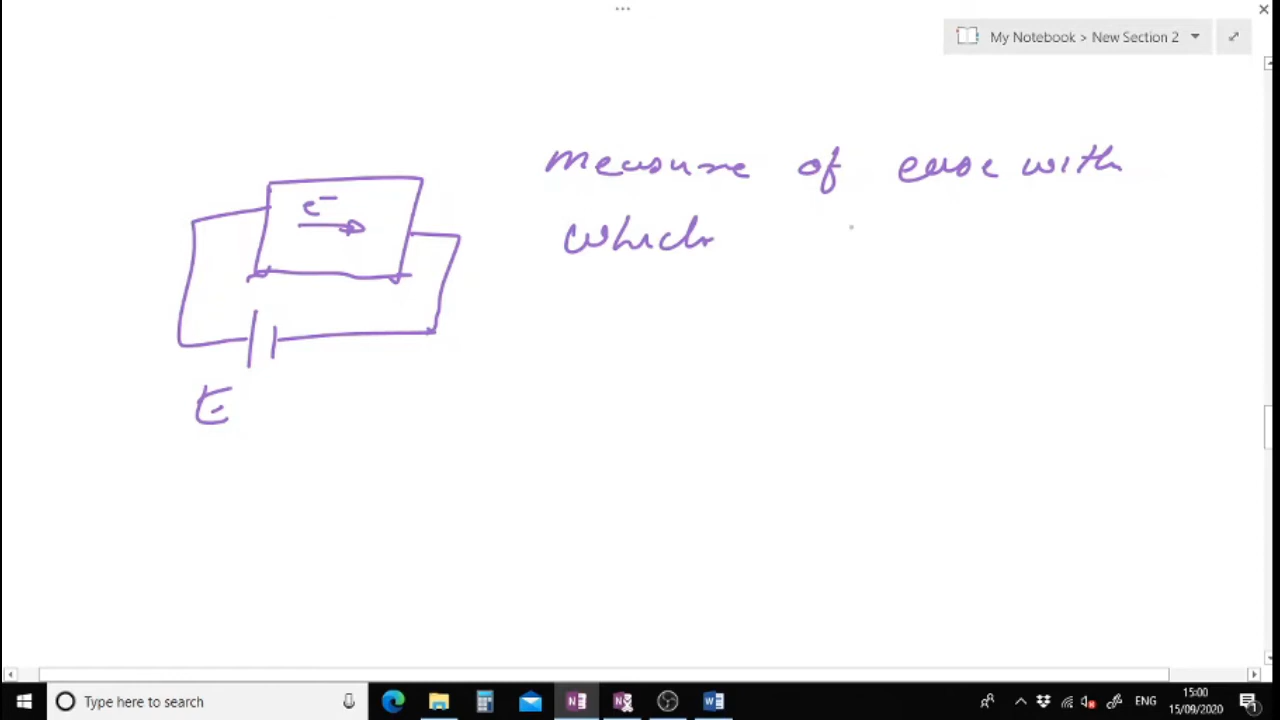 My Notebook > New Section 2
measure of ease with
which
e⁻
E
Type here to search
ENG
15:00
15/09/2020
1